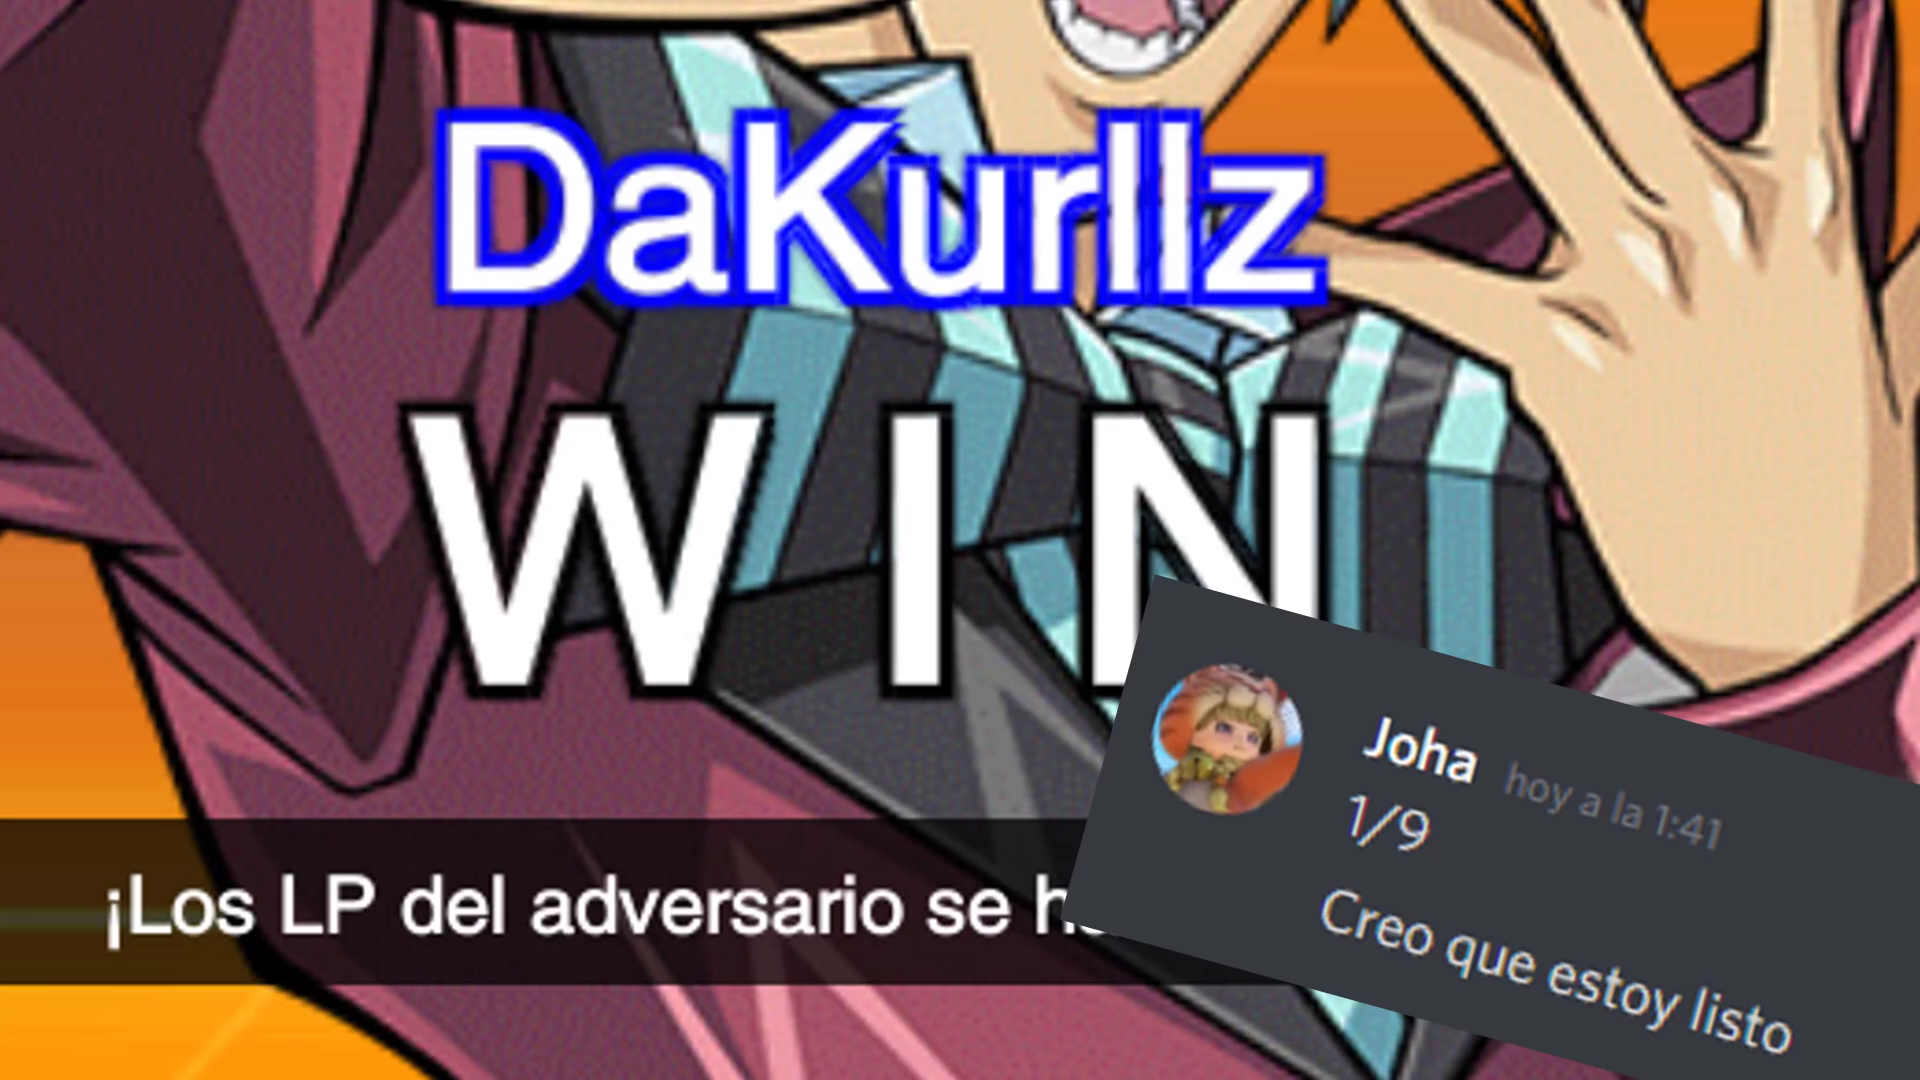 DaKurllz
WIN
¡Los LP del adversario se
Joha hoy a la 1:41
1/9
Creo que estoy listo